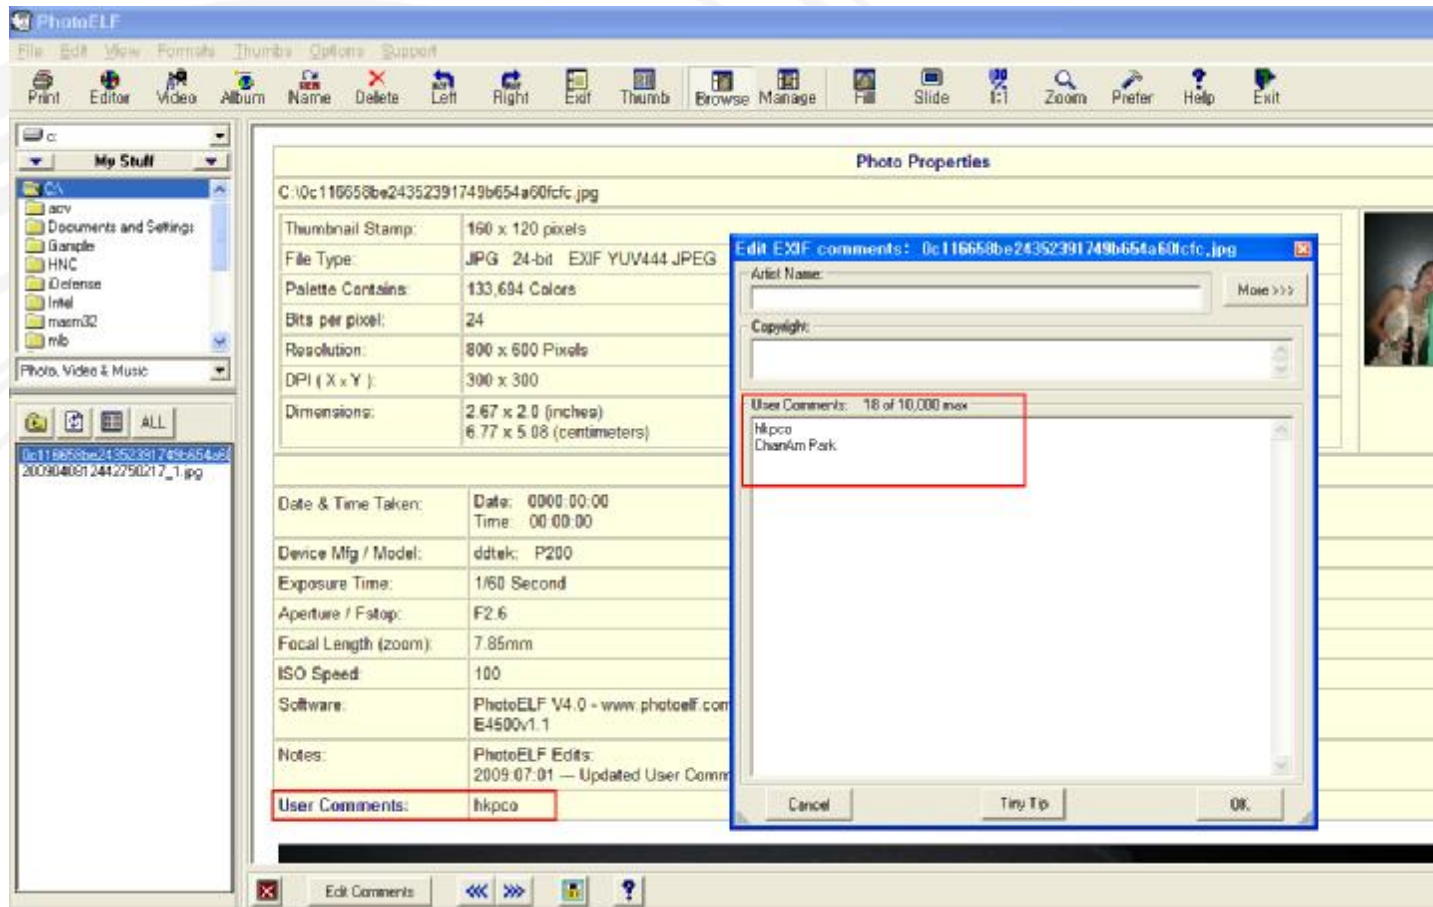 PhotoELF
File Edit View Formats Thumbs Options Support
Print Editor Video Album Name Delete Left Right Exif Thumb Browse Manage Fill Slide 1:1 Zoom Prefer Help Exit
c:
My Stuff
C:\
acv
Documents and Settings
Gample
HNC
iDefense
Intel
masm32
mlb
Photo, Video & Music
ALL
2009040812442750217_1.jpg
Photo Properties
C:\0c116658be24352391749b654a60fcfc.jpg
Thumbnail Stamp: 160 x 120 pixels
File Type: JPG 24-bit EXIF YUV444 JPEG
Palette Contains: 133,694 Colors
Bits per pixel: 24
Resolution: 800 x 600 Pixels
DPI ( X x Y ): 300 x 300
Dimensions: 2.67 x 2.0 (inches)
6.77 x 5.08 (centimeters)
Date & Time Taken: Date: 0000:00:00
Time: 00:00:00
Device Mfg / Model: ddtek: P200
Exposure Time: 1/60 Second
Aperture / Fstop: F2.6
Focal Length (zoom): 7.85mm
ISO Speed: 100
Software: PhotoELF V4.0 - www.photoelf.com
E4500v1.1
Notes: PhotoELF Edits:
2009:07:01 --- Updated User Comm
User Comments: hkpco
Edit EXIF comments: 0c116658be24352391749b654a60fcfc.jpg
Artist Name:
More >>>
Copyright:
User Comments: 18 of 10,000 max
hkpco
ChanAm Park
Cancel Tiny Tip OK
Edit Comments